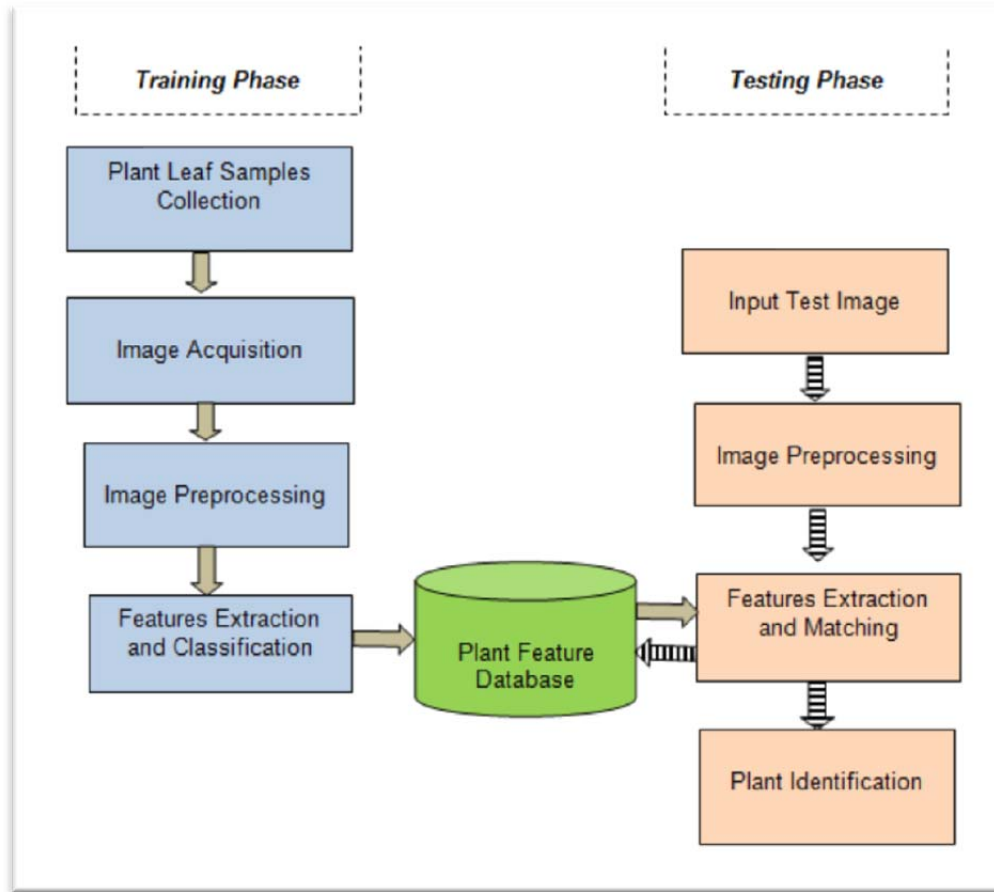 Training Phase
Testing Phase
Plant Leaf Samples
Collection
Image Acquisition
Image Preprocessing
Features Extraction
and Classification
Plant Feature
Database
Input Test Image
Image Preprocessing
Features Extraction
and Matching
Plant Identification